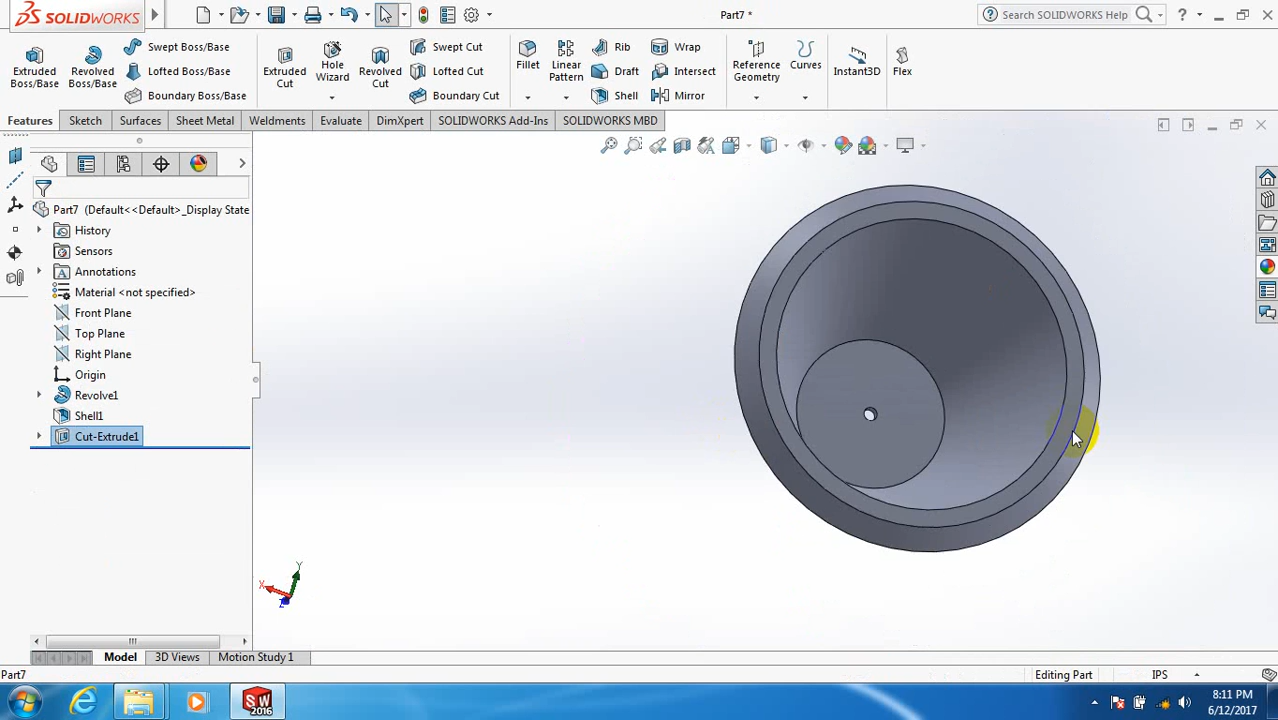 SOLIDWORKS
Part7 *
Search SOLIDWORKS Help
?
Extruded Boss/Base
Revolved Boss/Base
Swept Boss/Base
Lofted Boss/Base
Boundary Boss/Base
Extruded Cut
Hole Wizard
Revolved Cut
Swept Cut
Lofted Cut
Boundary Cut
Fillet
Linear Pattern
Rib
Draft
Shell
Wrap
Intersect
Mirror
Reference Geometry
Curves
Instant3D
Flex
Features
Sketch
Surfaces
Sheet Metal
Weldments
Evaluate
DimXpert
SOLIDWORKS Add-Ins
SOLIDWORKS MBD
Part7 (Default<<Default>_Display State
History
Sensors
Annotations
Material <not specified>
Front Plane
Top Plane
Right Plane
Origin
Revolve1
Shell1
Cut-Extrude1
Y
X
Z
Model
3D Views
Motion Study 1
Part7
Editing Part
IPS
SW
2016
8:11 PM
6/12/2017